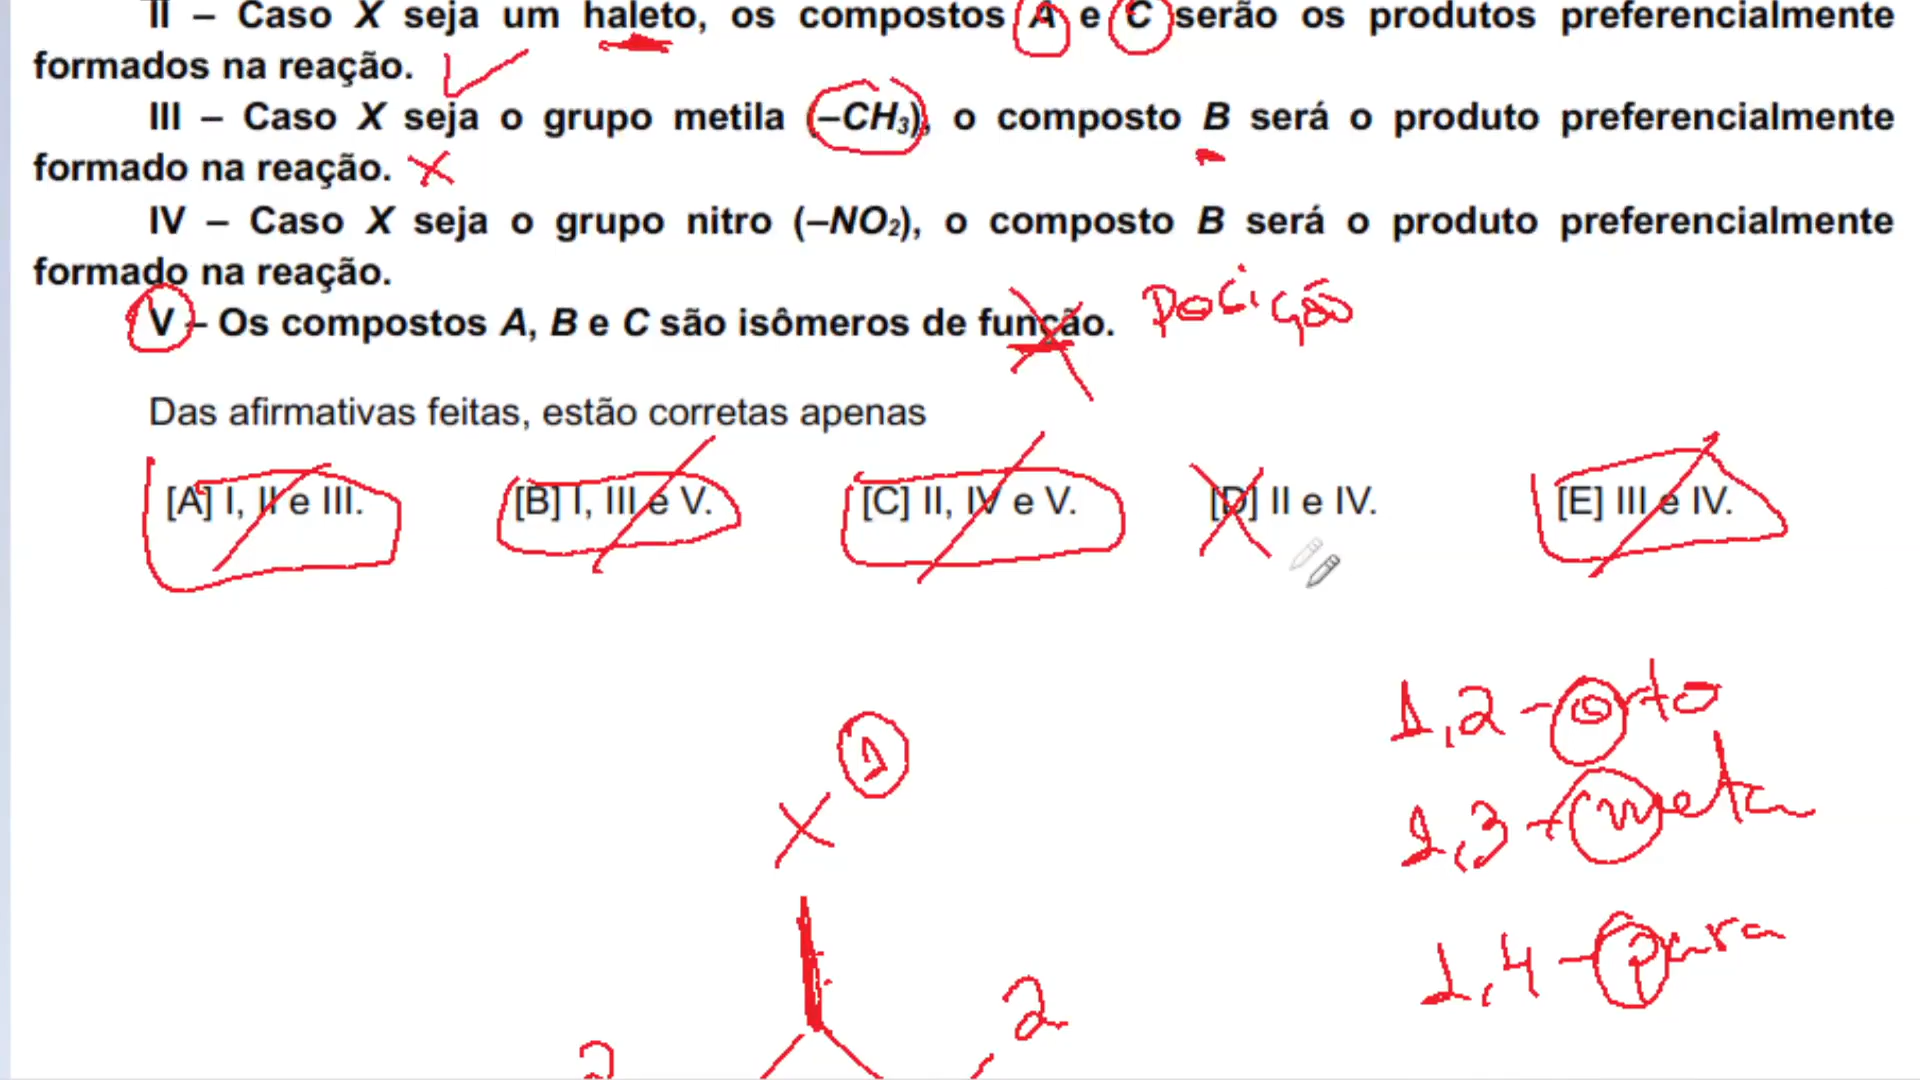 II – Caso X seja um haleto, os compostos A e C serão os produtos preferencialmente
formados na reação.
III – Caso X seja o grupo metila (–CH₃), o composto B será o produto preferencialmente
formado na reação.
IV – Caso X seja o grupo nitro (–NO₂), o composto B será o produto preferencialmente
formado na reação.
V – Os compostos A, B e C são isômeros de função. Posição
Das afirmativas feitas, estão corretas apenas
[A] I, II e III. [B] I, III e V. [C] II, IV e V. [D] II e IV. [E] III e IV.
1,2 - orto
1
X
1,3 - meta
1,4 - para
2
2